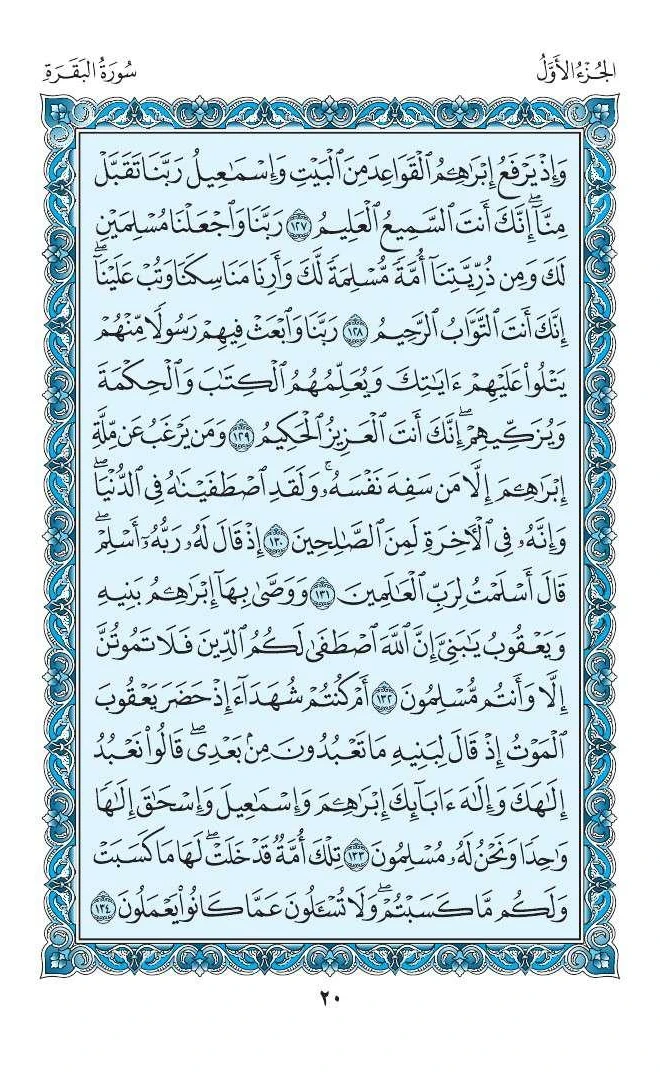 الجُزْءُ الأَوَّلُ
سُورَةُ البَقَرَةِ
وَإِذْ يَرْفَعُ إِبْرَٰهِـۧمُ ٱلْقَوَاعِدَ مِنَ ٱلْبَيْتِ وَإِسْمَٰعِيلُ رَبَّنَا تَقَبَّلْ
مِنَّآ ۖ إِنَّكَ أَنتَ ٱلسَّمِيعُ ٱلْعَلِيمُ ١٢٧ رَبَّنَا وَٱجْعَلْنَا مُسْلِمَيْنِ
لَكَ وَمِن ذُرِّيَّتِنَآ أُمَّةً مُّسْلِمَةً لَّكَ وَأَرِنَا مَنَاسِكَنَا وَتُبْ عَلَيْنَآ ۖ
إِنَّكَ أَنتَ ٱلتَّوَّابُ ٱلرَّحِيمُ ١٢٨ رَبَّنَا وَٱبْعَثْ فِيهِمْ رَسُولًا مِّنْهُمْ
يَتْلُوا۟ عَلَيْهِمْ ءَايَٰتِكَ وَيُعَلِّمُهُمُ ٱلْكِتَٰبَ وَٱلْحِكْمَةَ
وَيُزَكِّيهِمْ ۖ إِنَّكَ أَنتَ ٱلْعَزِيزُ ٱلْحَكِيمُ ١٢٩ وَمَن يَرْغَبُ عَن مِّلَّةِ
إِبْرَٰهِـۧمَ إِلَّا مَن سَفِهَ نَفْسَهُۥ ۚ وَلَقَدِ ٱصْطَفَيْنَٰهُ فِى ٱلدُّنْيَا ۖ
وَإِنَّهُۥ فِى ٱلْءَاخِرَةِ لَمِنَ ٱلصَّٰلِحِينَ ١٣٠ إِذْ قَالَ لَهُۥ رَبُّهُۥٓ أَسْلِمْ ۖ
قَالَ أَسْلَمْتُ لِرَبِّ ٱلْعَٰلَمِينَ ١٣١ وَوَصَّىٰ بِهَآ إِبْرَٰهِـۧمُ بَنِيهِ
وَيَعْقُوبُ يَٰبَنِىَّ إِنَّ ٱللَّهَ ٱصْطَفَىٰ لَكُمُ ٱلدِّينَ فَلَا تَمُوتُنَّ
إِلَّا وَأَنتُم مُّسْلِمُونَ ١٣٢ أَمْ كُنتُمْ شُهَدَآءَ إِذْ حَضَرَ يَعْقُوبَ
ٱلْمَوْتُ إِذْ قَالَ لِبَنِيهِ مَا تَعْبُدُونَ مِنۢ بَعْدِى ۖ قَالُوا۟ نَعْبُدُ
إِلَٰهَكَ وَإِلَٰهَ ءَابَآئِكَ إِبْرَٰهِـۧمَ وَإِسْمَٰعِيلَ وَإِسْحَٰقَ إِلَٰهًا
وَٰحِدًا وَنَحْنُ لَهُۥ مُسْلِمُونَ ١٣٣ تِلْكَ أُمَّةٌ قَدْ خَلَتْ ۖ لَهَا مَا كَسَبَتْ
وَلَكُم مَّا كَسَبْتُمْ ۖ وَلَا تُسْـَٔلُونَ عَمَّا كَانُوا۟ يَعْمَلُونَ ١٣٤
٢٠